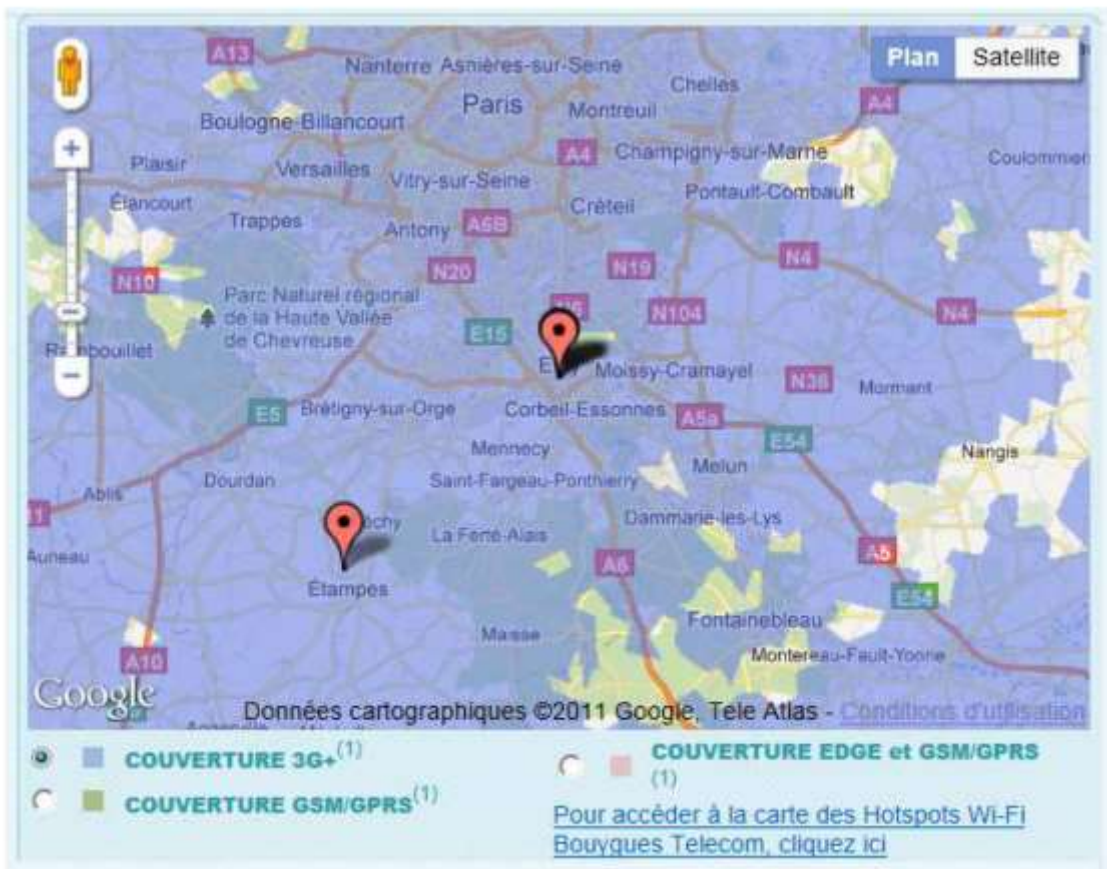 Plan Satellite
A13
Nanterre Asnières-sur-Seine
Chelles
Paris
Montreuil
A4
Boulogne-Billancourt
A4
Champigny-sur-Marne
Plaisir
Versailles
Vitry-sur-Seine
Coulommier
Élancourt
Pontault-Combault
Trappes
Créteil
Antony
A6B
N4
N10
N20
N19
Parc Naturel régional
de la Haute Vallée
de Chevreuse
N6
N104
N4
E15
Rambouillet
Moissy-Cramayel
N36
Mormant
E5
Brétigny-sur-Orge
Corbeil-Essonnes
A5a
E54
Mennecy
Nangis
Melun
Dourdan
Saint-Fargeau-Ponthierry
Ablis
Dammarie-les-Lys
La Ferté-Alais
Auneau
A6
A5
Étampes
E54
Fontainebleau
Maisse
Montereau-Fault-Yonne
A10
Google
Données cartographiques ©2011 Google, Tele Atlas - Conditions d'utilisation
COUVERTURE 3G+(1)
COUVERTURE GSM/GPRS(1)
COUVERTURE EDGE et GSM/GPRS
(1)
Pour accéder à la carte des Hotspots Wi-Fi
Bouygues Telecom, cliquez ici